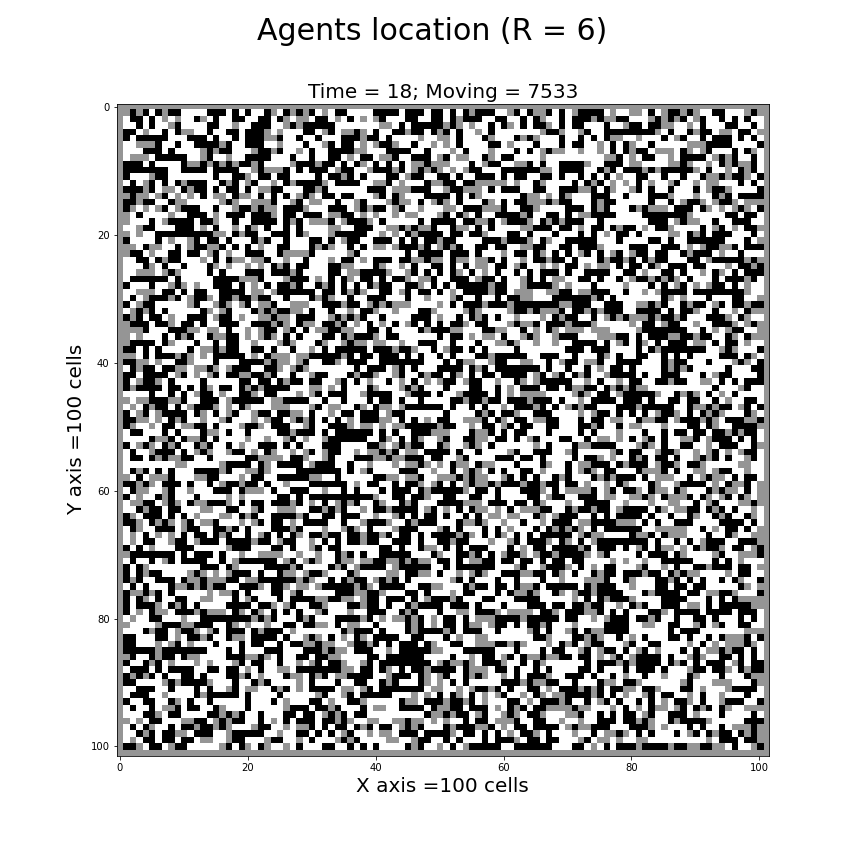 Agents location (R = 6)
Time = 18; Moving = 7533
0
20
40
60
80
100
Y axis =100 cells
0 20 40 60 80 100
X axis =100 cells